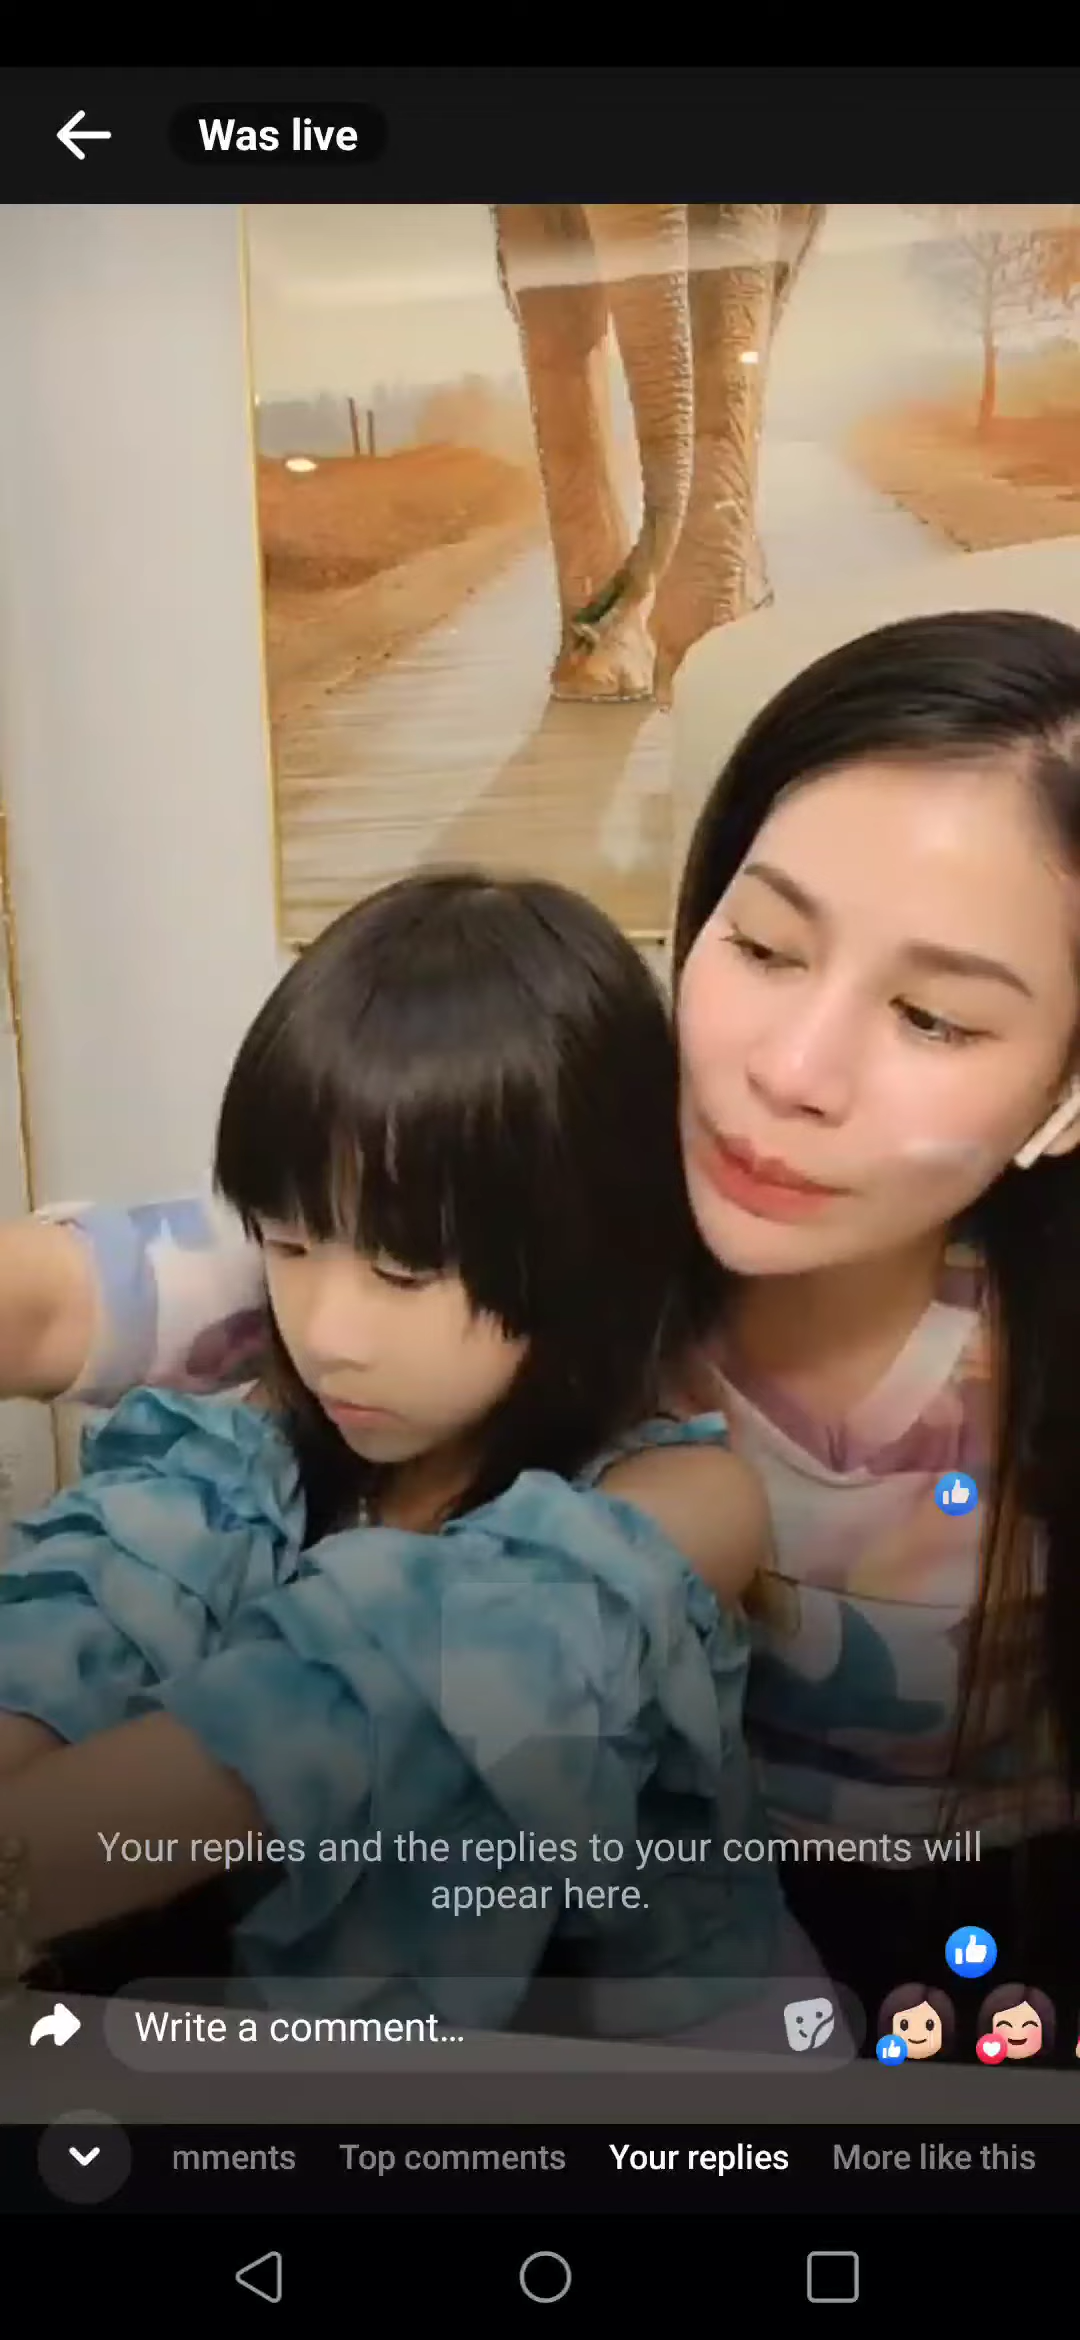 Was live
Your replies and the replies to your comments will
appear here.
Write a comment...
mments
Top comments
Your replies
More like this